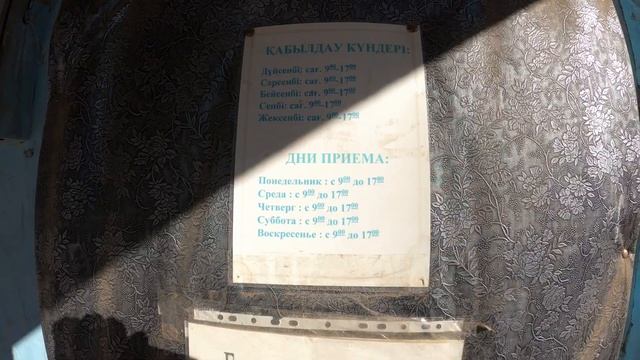 ҚАБЫЛДАУ КҮНДЕРІ:
Дүйсенбі: сағ. 9⁰⁰-17⁰⁰
Сәрсенбі: сағ. 9⁰⁰-17⁰⁰
Бейсенбі: сағ. 9⁰⁰-17⁰⁰
Сенбі: сағ. 9⁰⁰-17⁰⁰
Жексенбі: сағ. 9⁰⁰-17⁰⁰
ДНИ ПРИЕМА:
Понедельник : с 9⁰⁰ до 17⁰⁰
Среда : с 9⁰⁰ до 17⁰⁰
Четверг : с 9⁰⁰ до 17⁰⁰
Суббота : с 9⁰⁰ до 17⁰⁰
Воскресенье : с 9⁰⁰ до 17⁰⁰